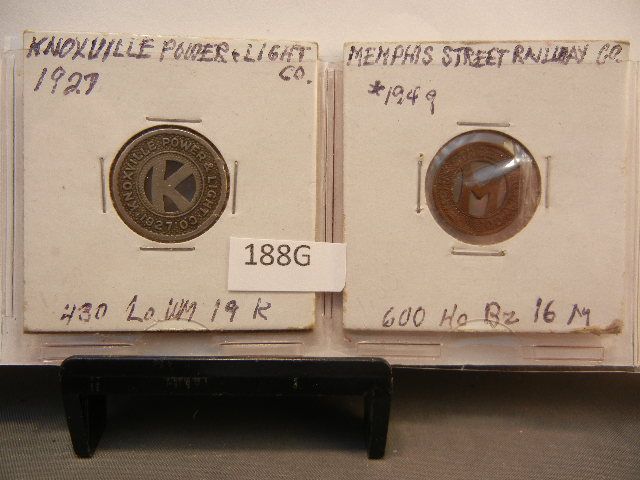 KNOXVILLE POWER & LIGHT
CO.
1927
KNOXVILLE POWER & LIGHT CO.
K
1927
430 Lo WM 19 K
188G
MEMPHIS STREET RAILWAY CO.
*1949
M
600 Ho Bz 16 M